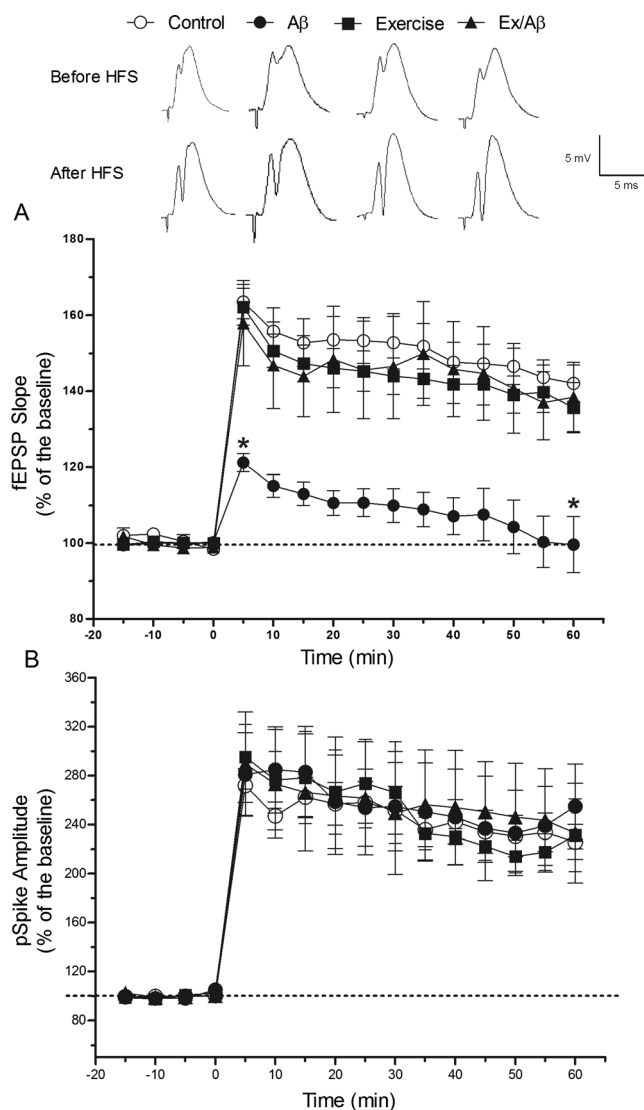 Control Aβ Exercise Ex/Aβ
Before HFS
After HFS
5 mV
5 ms
A
180
160
140
120
100
80
fEPSP Slope
(% of the baseline)
*
*
-20 -10 0 10 20 30 40 50 60
Time (min)
B
360
320
280
240
200
100
80
pSpike Amplitude
(% of the baseline)
-20 -10 0 10 20 30 40 50 60
Time (min)